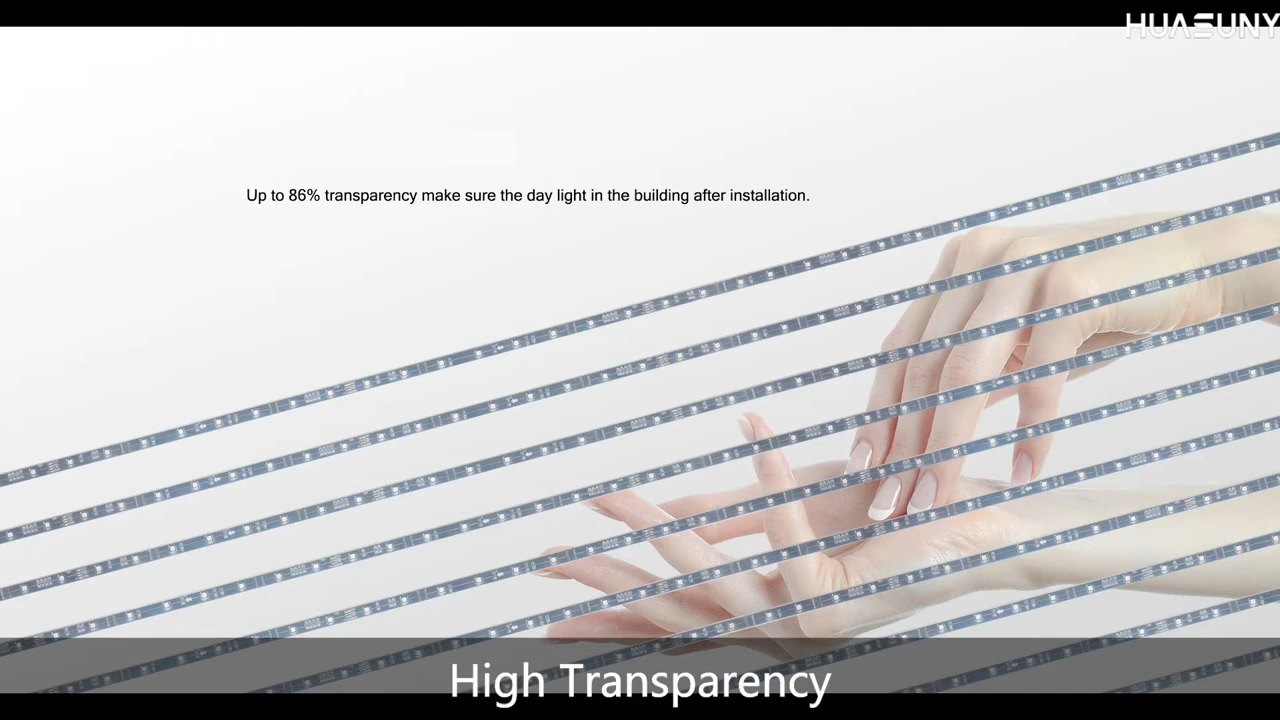 HUASUNY
Up to 86% transparency make sure the day light in the building after installation.
High Transparency